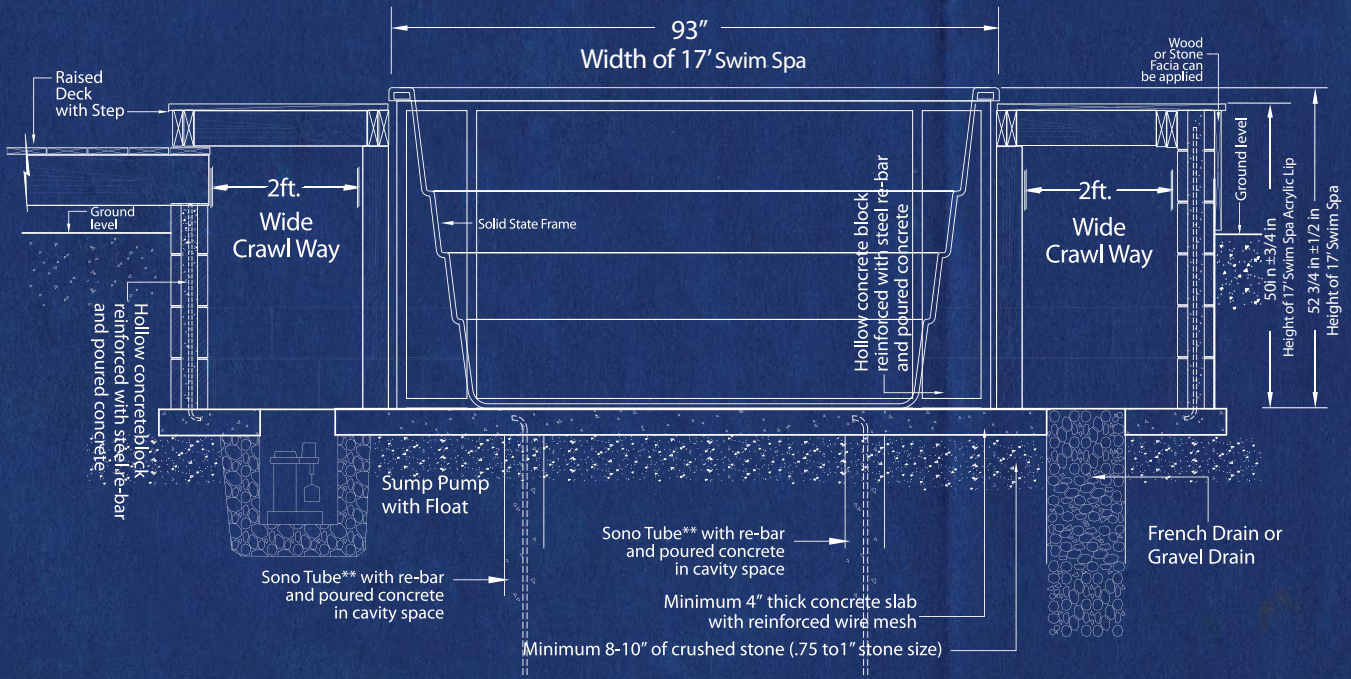 93"
Width of 17' Swim Spa
Raised
Deck
with Step
Wood
or Stone
Facia can
be applied
Ground
level
2ft.
Wide
Crawl Way
Solid State Frame
Hollow concrete block
reinforced with steel re-bar
and poured concrete
2ft.
Wide
Crawl Way
Ground level
50i n ±3/4 in
Height of 17' Swim Spa Acrylic Lip
52 3/4 in ±1/2 in
Height of 17' Swim Spa
Hollow concreteblock
reinforced with steel re-bar
and poured concrete
Sump Pump
with Float
Sono Tube** with re-bar
and poured concrete
in cavity space
Sono Tube** with re-bar
and poured concrete
in cavity space
French Drain or
Gravel Drain
Minimum 4" thick concrete slab
with reinforced wire mesh
Minimum 8-10" of crushed stone (.75 to1" stone size)